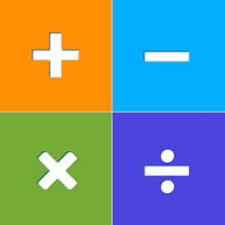 + −
× ÷